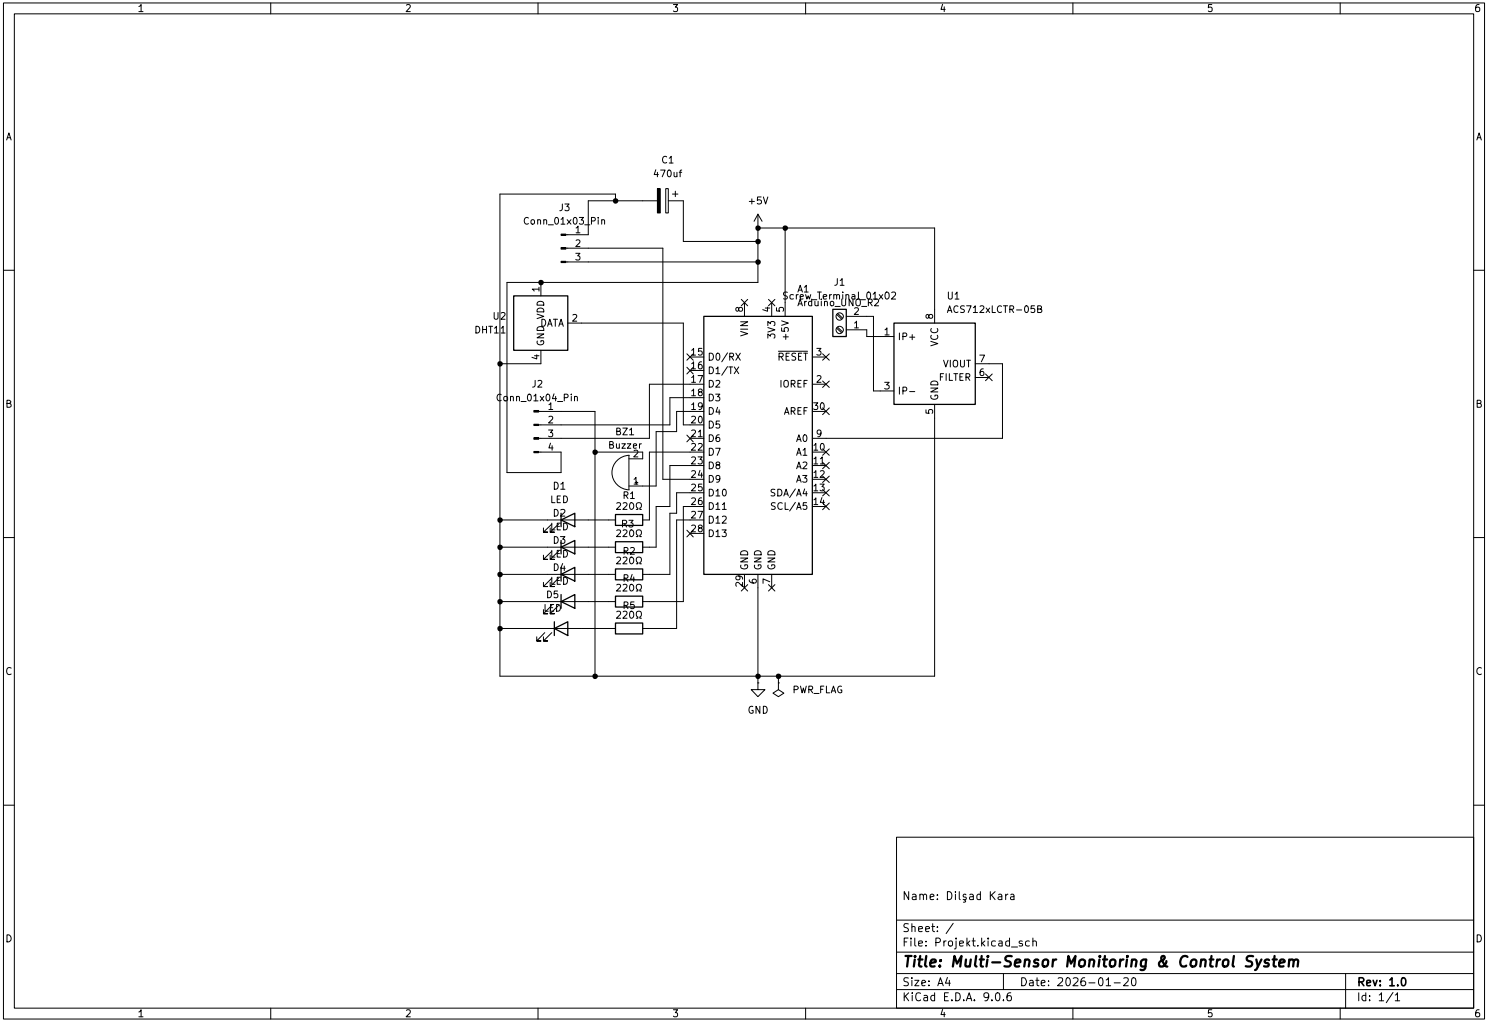 1 2 3 4 5 6
A
B
C
D
A
B
C
D
C1
470uf
+
+5V
J3
Conn_01x03_Pin
1
2
3
U2
DHT11
1
VDD
DATA
2
GND
4
J2
Conn_01x04_Pin
1
2
3
4
BZ1
Buzzer
2
1
+
D1
LED
D2
LED
D3
LED
D4
LED
D5
LED
R1
220Ω
R3
220Ω
R2
220Ω
R4
220Ω
R5
220Ω
A1
Arduino_UNO_R2
8
VIN
4
3V3
5
+5V
15 D0/RX
16 D1/TX
17 D2
18 D3
19 D4
20 D5
21 D6
22 D7
23 D8
24 D9
25 D10
26 D11
27 D12
28 D13
RESET 3
IOREF 2
AREF 30
A0 9
A1 10
A2 11
A3 12
SDA/A4 13
SCL/A5 14
GND
29
GND
6
GND
7
J1
Screw_Terminal_01x02
2
1
U1
ACS712xLCTR-05B
8
VCC
1 IP+
3 IP-
VIOUT 7
FILTER 6
GND
5
PWR_FLAG
GND
Name: Dilşad Kara
Sheet: /
File: Projekt.kicad_sch
Title: Multi-Sensor Monitoring & Control System
Size: A4 Date: 2026-01-20 Rev: 1.0
KiCad E.D.A. 9.0.6 Id: 1/1
1 2 3 4 5 6